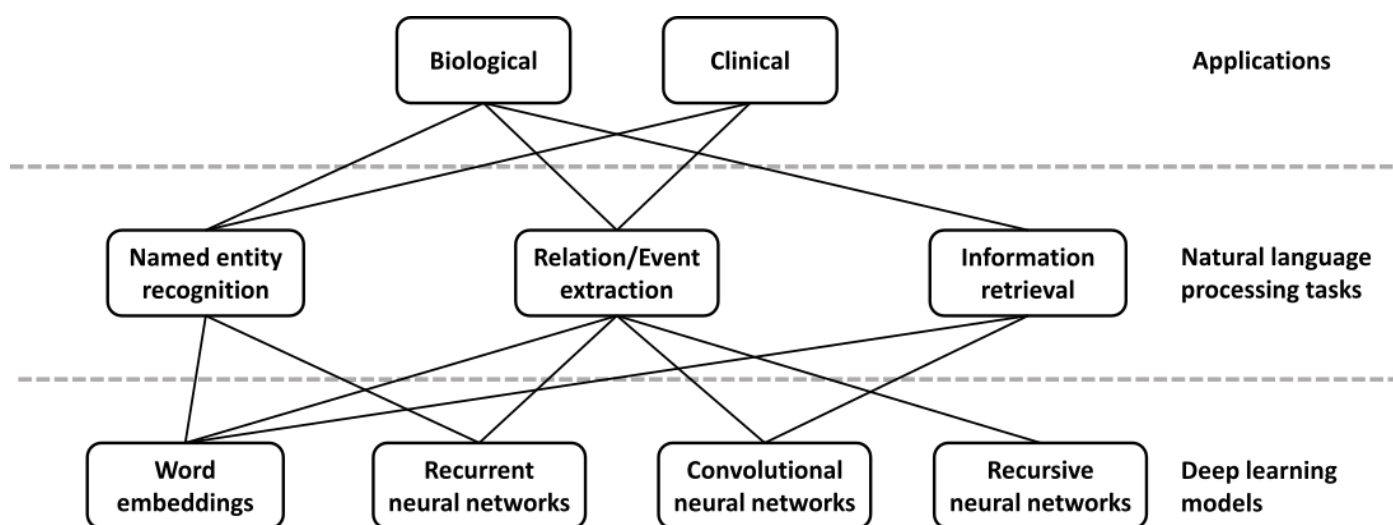 Biological
Clinical
Applications
Named entity
recognition
Relation/Event
extraction
Information
retrieval
Natural language
processing tasks
Word
embeddings
Recurrent
neural networks
Convolutional
neural networks
Recursive
neural networks
Deep learning
models